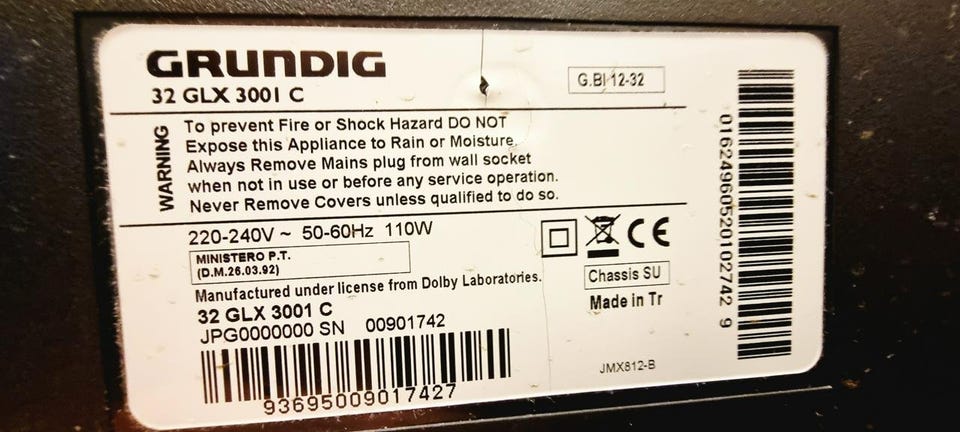 GRUNDIG
32 GLX 3001 C
G.BI 12-32
WARNING
To prevent Fire or Shock Hazard DO NOT
Expose this Appliance to Rain or Moisture.
Always Remove Mains plug from wall socket
when not in use or before any service operation.
Never Remove Covers unless qualified to do so.
220-240V ~ 50-60Hz 110W
MINISTERO P.T.
(D.M.26.03.92)
CE
Chassis SU
Made in Tr
Manufactured under license from Dolby Laboratories.
32 GLX 3001 C
JPG0000000 SN 00901742
93695009017427
JMX812-B
01624960520102742 9